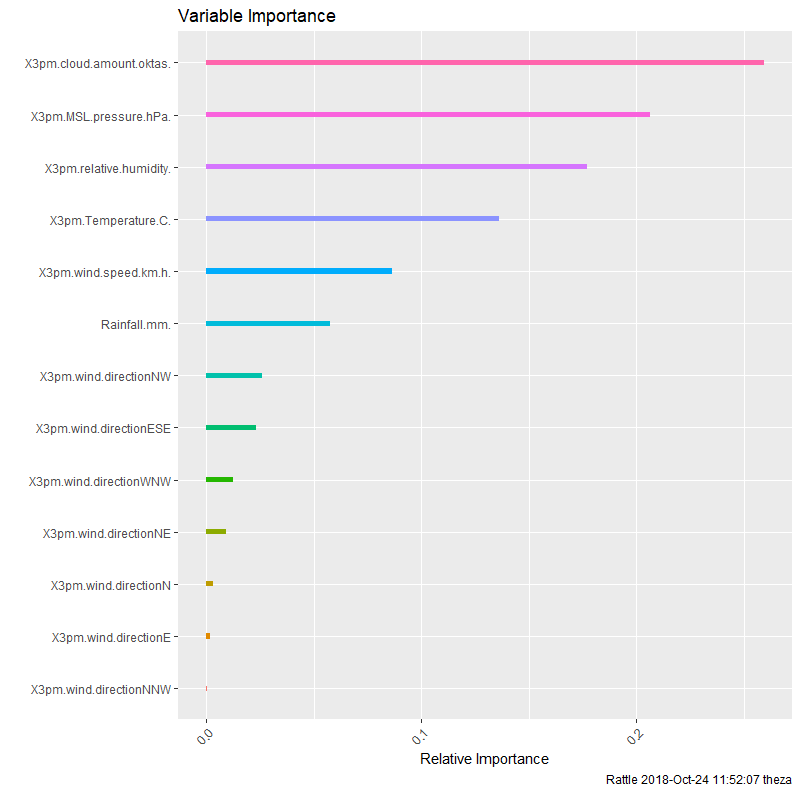 Variable Importance
X3pm.cloud.amount.oktas.
X3pm.MSL.pressure.hPa.
X3pm.relative.humidity.
X3pm.Temperature.C.
X3pm.wind.speed.km.h.
Rainfall.mm.
X3pm.wind.directionNW
X3pm.wind.directionESE
X3pm.wind.directionWNW
X3pm.wind.directionNE
X3pm.wind.directionN
X3pm.wind.directionE
X3pm.wind.directionNNW
0.0 0.1 0.2
Relative Importance
Rattle 2018-Oct-24 11:52:07 theza